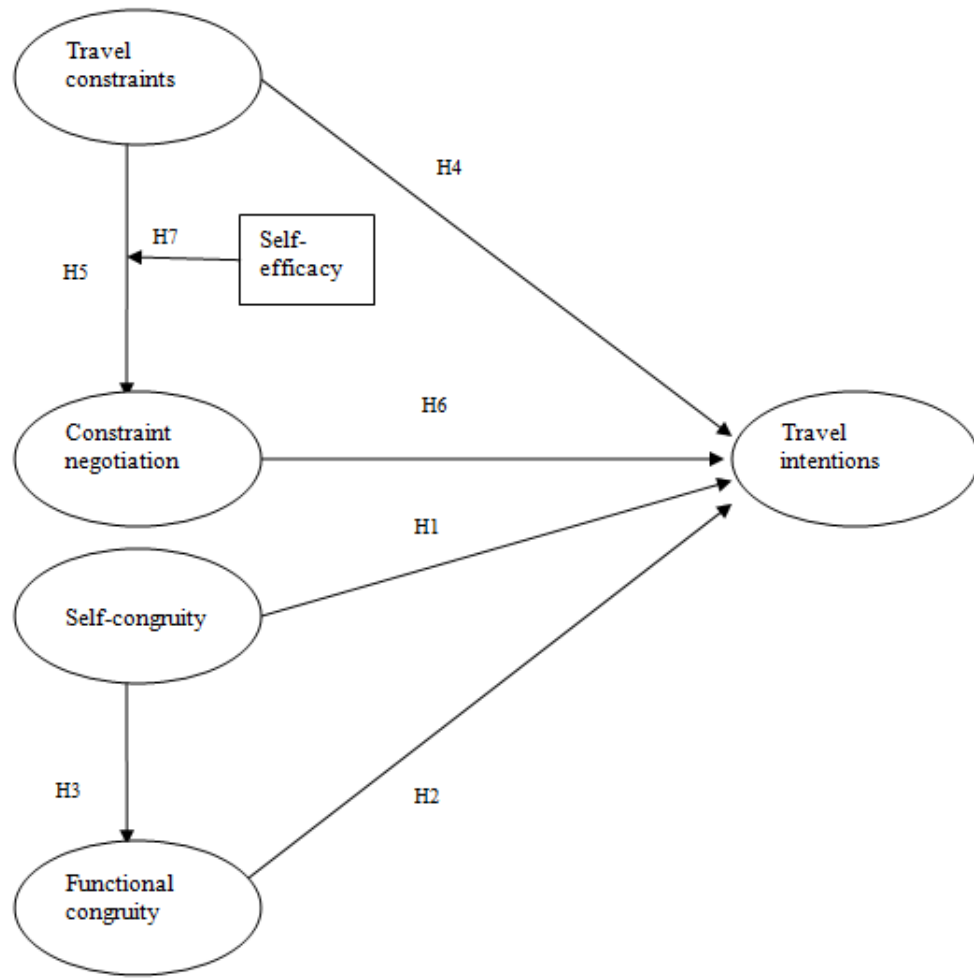 Travel
constraints
H4
H7
Self-
efficacy
H5
H6
Constraint
negotiation
Travel
intentions
H1
Self-congruity
H3
H2
Functional
congruity